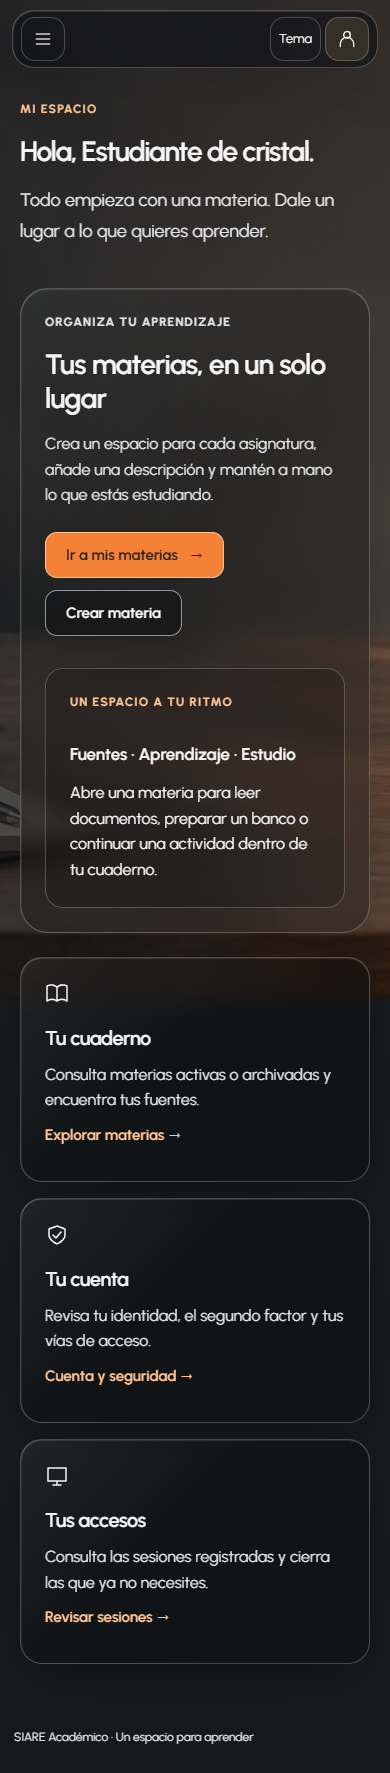 Tema
MI ESPACIO
Hola, Estudiante de cristal.
Todo empieza con una materia. Dale un
lugar a lo que quieres aprender.
ORGANIZA TU APRENDIZAJE
Tus materias, en un solo
lugar
Crea un espacio para cada asignatura,
añade una descripción y mantén a mano
lo que estás estudiando.
Ir a mis materias →
Crear materia
UN ESPACIO A TU RITMO
Fuentes · Aprendizaje · Estudio
Abre una materia para leer
documentos, preparar un banco o
continuar una actividad dentro de
tu cuaderno.
Tu cuaderno
Consulta materias activas o archivadas y
encuentra tus fuentes.
Explorar materias →
Tu cuenta
Revisa tu identidad, el segundo factor y tus
vías de acceso.
Cuenta y seguridad →
Tus accesos
Consulta las sesiones registradas y cierra
las que ya no necesites.
Revisar sesiones →
SIARE Académico · Un espacio para aprender